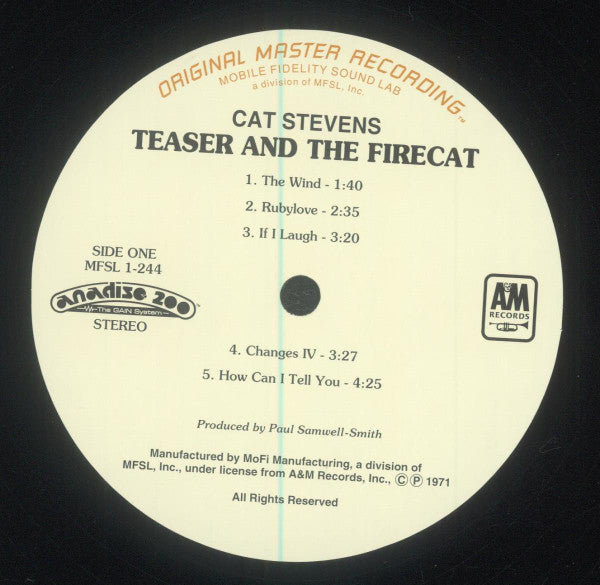 ORIGINAL MASTER RECORDING™
MOBILE FIDELITY SOUND LAB
a division of MFSL, Inc.
CAT STEVENS
TEASER AND THE FIRECAT
1. The Wind - 1:40
2. Rubylove - 2:35
3. If I Laugh - 3:20
SIDE ONE
MFSL 1-244
anadisq 200™
The GAIN System™
STEREO
A&M
RECORDS
4. Changes IV - 3:27
5. How Can I Tell You - 4:25
Produced by Paul Samwell-Smith
Manufactured by MoFi Manufacturing, a division of
MFSL, Inc., under license from A&M Records, Inc., Ⓒ Ⓟ 1971
All Rights Reserved